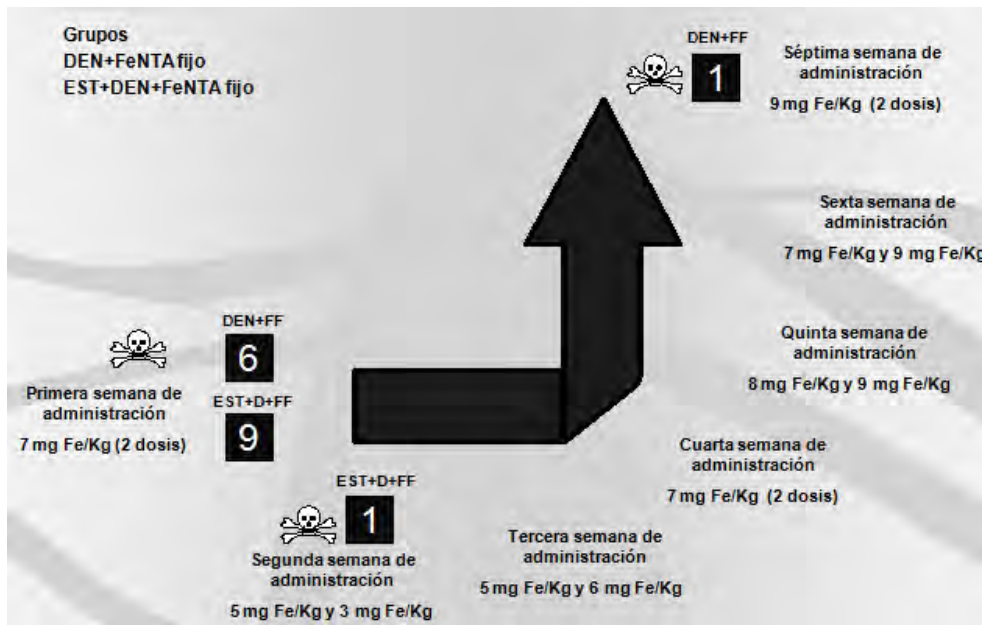 Grupos
DEN+FeNTA fijo
EST+DEN+FeNTA fijo
DEN+FF
1
Séptima semana de
administración
9 mg Fe/Kg (2 dosis)
Sexta semana de
administración
7 mg Fe/Kg y 9 mg Fe/Kg
Quinta semana de
administración
8 mg Fe/Kg y 9 mg Fe/Kg
Cuarta semana de
administración
7 mg Fe/Kg (2 dosis)
Tercera semana de
administración
5 mg Fe/Kg y 6 mg Fe/Kg
DEN+FF
6
Primera semana de
administración
7 mg Fe/Kg (2 dosis)
EST+D+FF
9
EST+D+FF
1
Segunda semana de
administración
5 mg Fe/Kg y 3 mg Fe/Kg